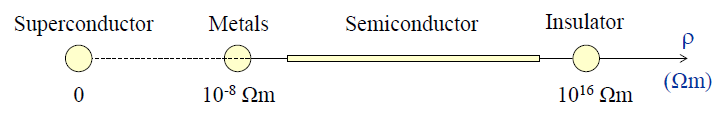 Superconductor Metals Semiconductor Insulator
ρ
(Ωm)
0 10⁻⁸ Ωm 10¹⁶ Ωm